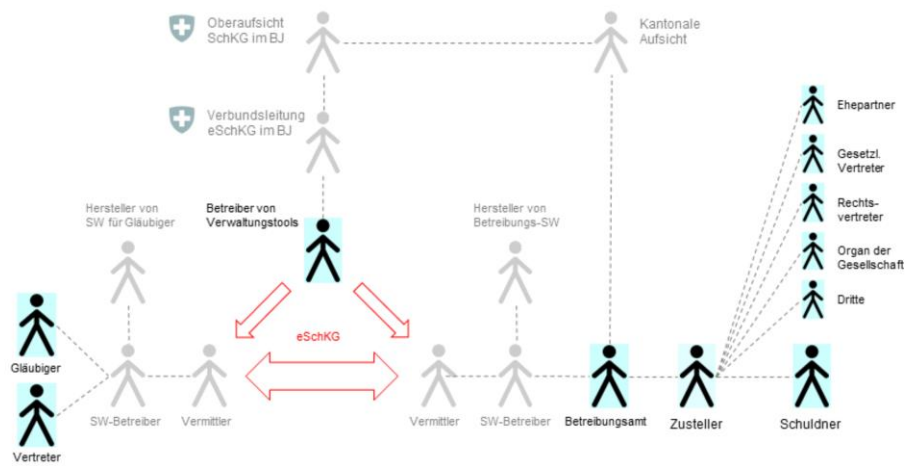 Oberaufsicht
SchKG im BJ
Kantonale
Aufsicht
Verbundsleitung
eSchKG im BJ
Ehepartner
Gesetzl.
Vertreter
Rechts-
vertreter
Organ der
Gesellschaft
Dritte
Hersteller von
SW für Gläubiger
Betreiber von
Verwaltungstools
Hersteller von
Betreibungs-SW
eSchKG
Gläubiger
Vertreter
SW-Betreiber
Vermittler
Vermittler
SW-Betreiber
Betreibungsamt
Zusteller
Schuldner